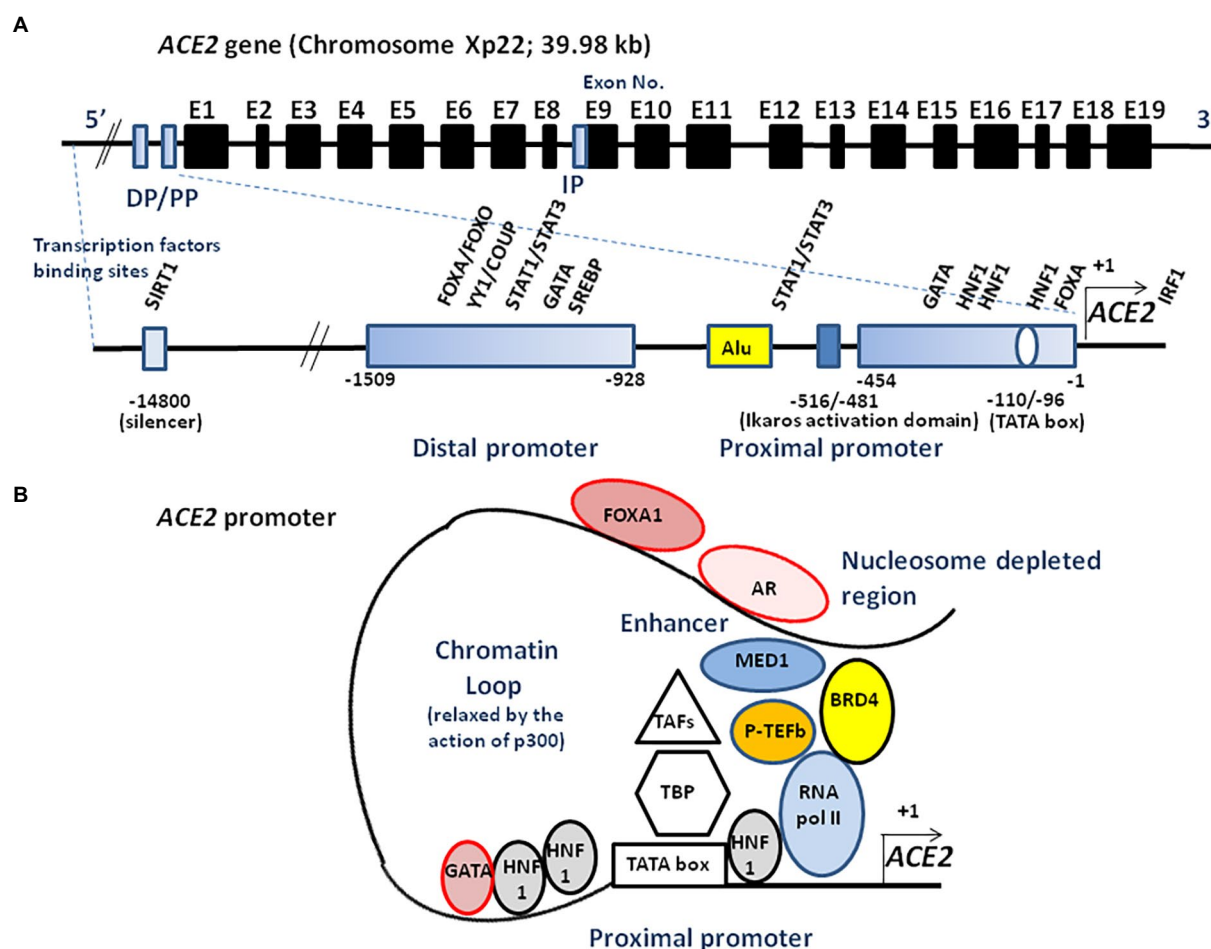 A
ACE2 gene (Chromosome Xp22; 39.98 kb)
Exon No.
5’
E1 E2 E3 E4 E5 E6 E7 E8 E9 E10 E11 E12 E13 E14 E15 E16 E17 E18 E19
3
DP/PP
IP
Transcription factors
binding sites
SIRT1
FOXA/FOXO
YY1/COUP
STAT1/STAT3
GATA
SREBP
STAT1/STAT3
GATA
HNF1
HNF1
HNF1
FOXA
+1
ACE2
IRF1
Alu
-14800
(silencer)
-1509
-928
-516/-481
(Ikaros activation domain)
-454
-110/-96
(TATA box)
-1
Distal promoter
Proximal promoter
B
ACE2 promoter
FOXA1
AR
Nucleosome depleted
region
Enhancer
Chromatin
Loop
(relaxed by the
action of p300)
MED1
BRD4
TAFs
P-TEFb
TBP
RNA
pol II
GATA
HNF
1
HNF
1
TATA box
HNF
1
+1
ACE2
Proximal promoter